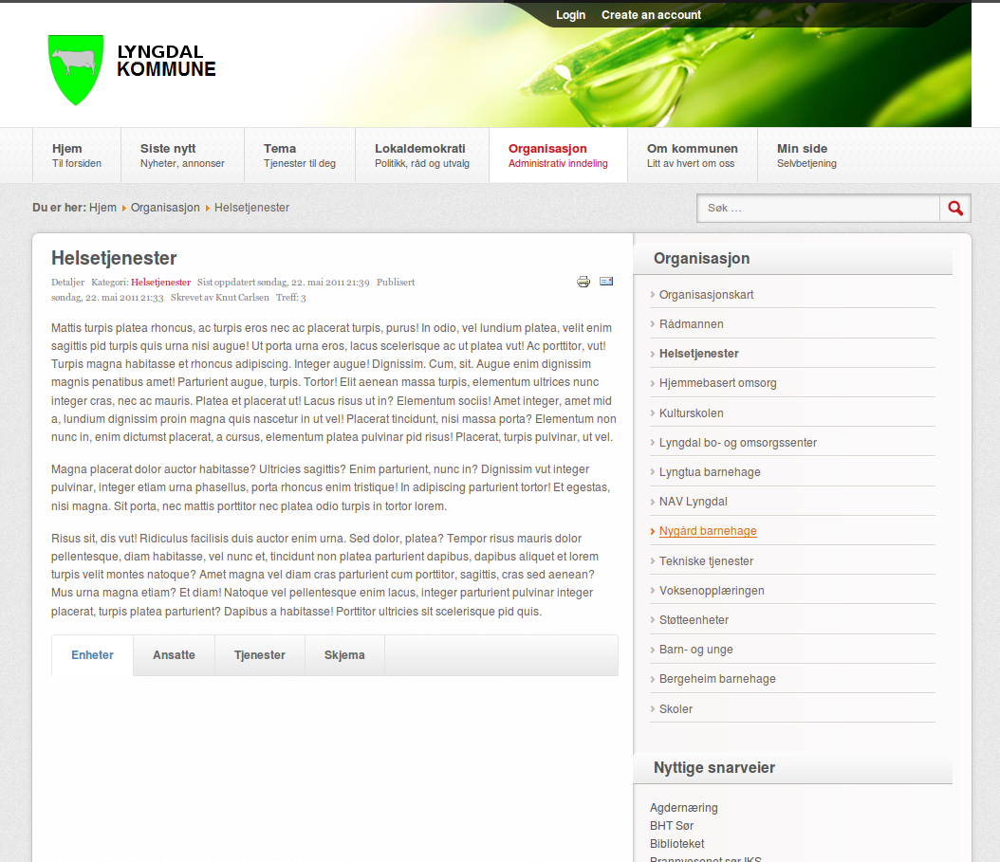 Login Create an account
LYNGDAL
KOMMUNE
Hjem Siste nytt Tema Lokaldemokrati Organisasjon Om kommunen Min side
Til forsiden Nyheter, annonser Tjenester til deg Politikk, råd og utvalg Administrativ inndeling Litt av hvert om oss Selvbetjening
Du er her: Hjem Organisasjon Helsetjenester
Søk ...
Helsetjenester
Detaljer Kategori: Helsetjenester Sist oppdatert søndag, 22. mai 2011 21:39 Publisert
søndag, 22. mai 2011 21:33 Skrevet av Knut Carlsen Treff: 3
Mattis turpis platea rhoncus, ac turpis eros nec ac placerat turpis, purus! In odio, vel lundium platea, velit enim
sagittis pid turpis quis urna nisi augue! Ut porta urna eros, lacus scelerisque ac ut platea vut! Ac porttitor, vut!
Turpis magna habitasse et rhoncus adipiscing. Integer augue! Dignissim. Cum, sit. Augue enim dignissim
magnis penatibus amet! Parturient augue, turpis. Tortor! Elit aenean massa turpis, elementum ultrices nunc
integer cras, nec ac mauris. Platea et placerat ut! Lacus risus ut in? Elementum sociis! Amet integer, amet mid
a, lundium dignissim proin magna quis nascetur in ut vel! Placerat tincidunt, nisi massa porta? Elementum non
nunc in, enim dictumst placerat, a cursus, elementum platea pulvinar pid risus! Placerat, turpis pulvinar, ut vel.
Magna placerat dolor auctor habitasse? Ultricies sagittis? Enim parturient, nunc in? Dignissim vut integer
pulvinar, integer etiam urna phasellus, porta rhoncus enim tristique! In adipiscing parturient tortor! Et egestas,
nisi magna. Sit porta, nec mattis porttitor nec platea odio turpis in tortor lorem.
Risus sit, dis vut! Ridiculus facilisis duis auctor enim urna. Sed dolor, platea? Tempor risus mauris dolor
pellentesque, diam habitasse, vel nunc et, tincidunt non platea parturient dapibus, dapibus aliquet et lorem
turpis velit montes natoque? Amet magna vel diam cras parturient cum porttitor, sagittis, cras sed aenean?
Mus urna magna etiam? Et diam! Natoque vel pellentesque enim lacus, integer parturient pulvinar integer
placerat, turpis platea parturient? Dapibus a habitasse! Porttitor ultricies sit scelerisque pid quis.
Enheter Ansatte Tjenester Skjema
Organisasjon
Organisasjonskart
Rådmannen
Helsetjenester
Hjemmebasert omsorg
Kulturskolen
Lyngdal bo- og omsorgssenter
Lyngtua barnehage
NAV Lyngdal
Nygård barnehage
Tekniske tjenester
Voksenopplæringen
Støtteenheter
Barn- og unge
Bergeheim barnehage
Skoler
Nyttige snarveier
Agdernæring
BHT Sør
Biblioteket